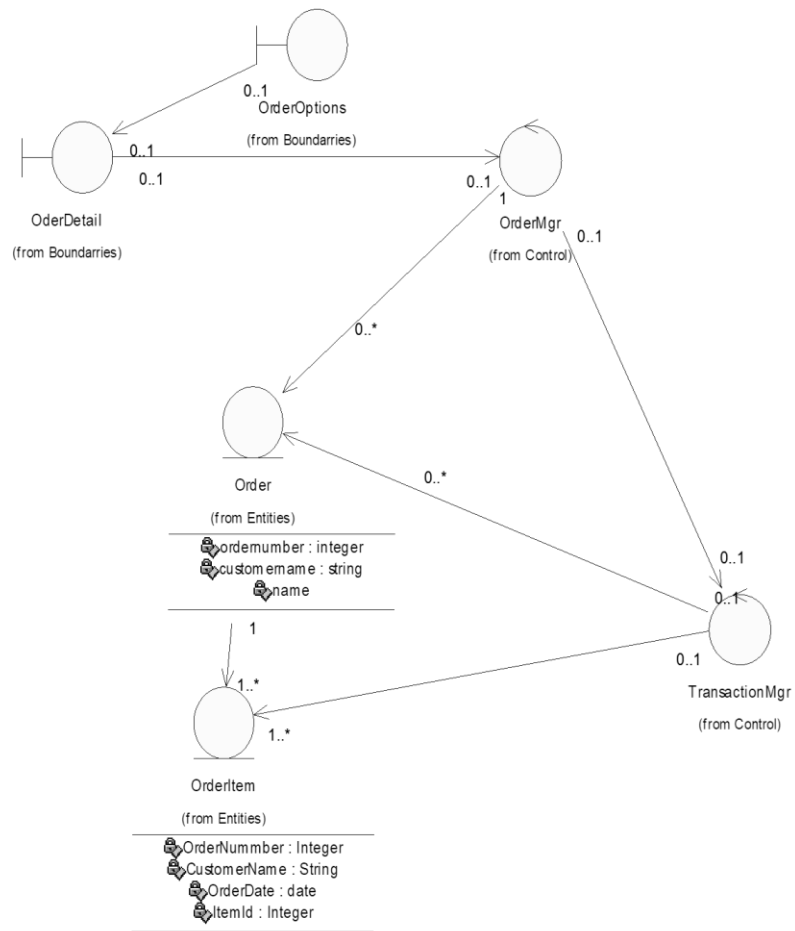 0..1
OrderOptions
(from Boundarries)
0..1
0..1
OderDetail
(from Boundarries)
0..1
1
OrderMgr
(from Control)
0..1
0..*
Order
(from Entities)
ordernumber : integer
customername : string
name
0..*
0..1
0..1
0..1
TransactionMgr
(from Control)
1
1..*
1..*
OrderItem
(from Entities)
OrderNummber : Integer
CustomerName : String
OrderDate : date
ItemId : Integer